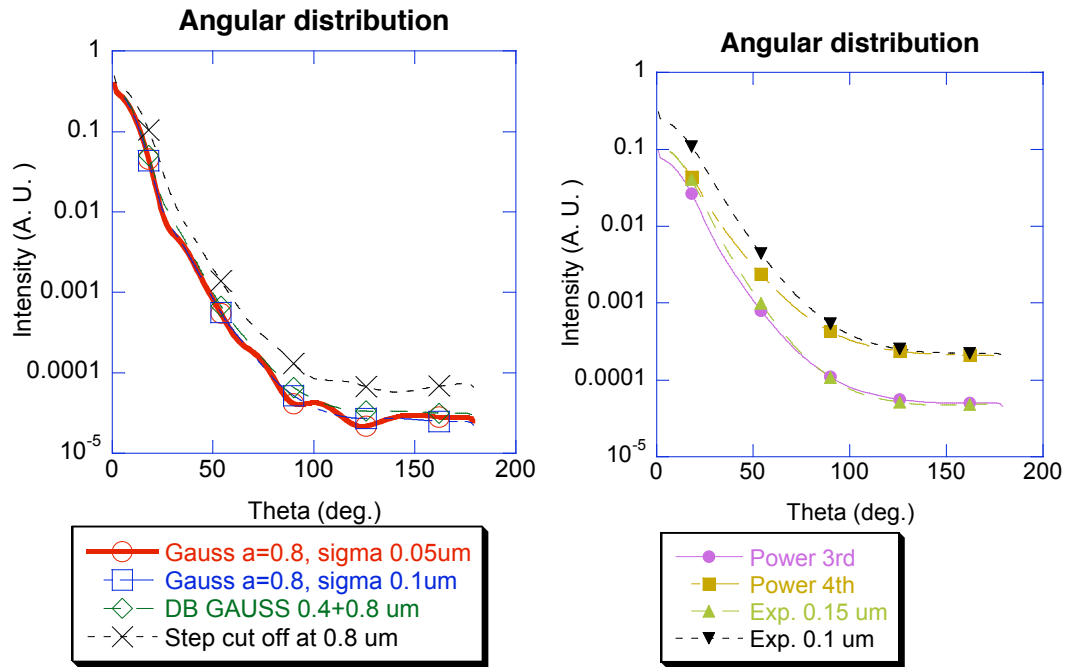 Angular distribution
1
0.1
0.01
0.001
0.0001
10^-5
Intensity (A. U. )
0
50
100
150
200
Theta (deg.)
Gauss a=0.8, sigma 0.05um
Gauss a=0.8, sigma 0.1um
DB GAUSS 0.4+0.8 um
Step cut off at 0.8 um
Angular distribution
1
0.1
0.01
0.001
0.0001
10^-5
Intensity (A. U. )
0
50
100
150
200
Theta (deg.)
Power 3rd
Power 4th
Exp. 0.15 um
Exp. 0.1 um